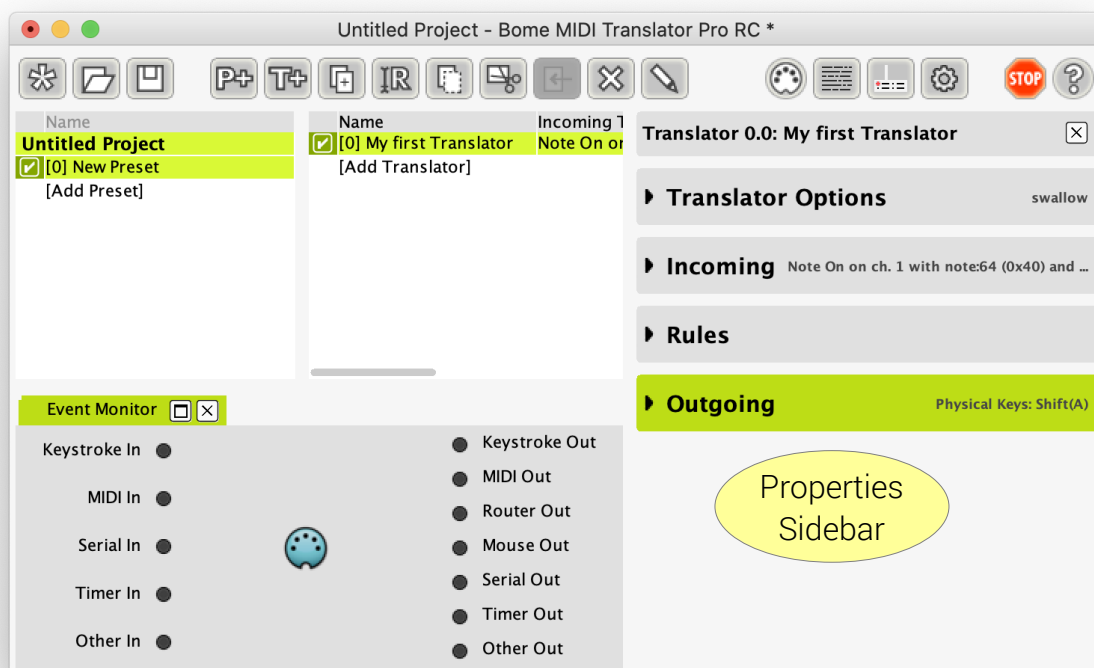 Untitled Project - Bome MIDI Translator Pro RC *
P+ T+ IR STOP ?
Name
Untitled Project
[0] New Preset
[Add Preset]
Name Incoming T
[0] My first Translator Note On or
[Add Translator]
Translator 0.0: My first Translator
Translator Options swallow
Incoming Note On on ch. 1 with note:64 (0x40) and ...
Rules
Outgoing Physical Keys: Shift(A)
Properties
Sidebar
Event Monitor
Keystroke In
MIDI In
Serial In
Timer In
Other In
Keystroke Out
MIDI Out
Router Out
Mouse Out
Serial Out
Timer Out
Other Out